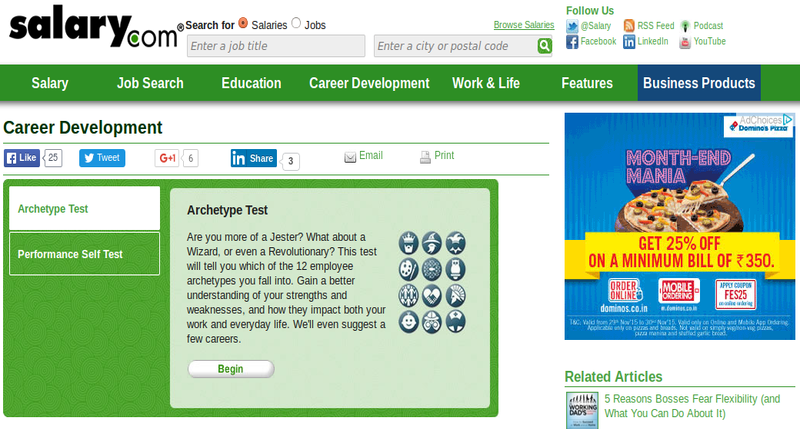 salary.com®
Search for Salaries Jobs
Browse Salaries
Enter a job title
Enter a city or postal code
Follow Us
@Salary RSS Feed Podcast
Facebook LinkedIn YouTube
Salary Job Search Education Career Development Work & Life Features Business Products
Career Development
Like 25 Tweet G+1 6 in Share 3 Email Print
Archetype Test
Performance Self Test
Archetype Test
Are you more of a Jester? What about a
Wizard, or even a Revolutionary? This test
will tell you which of the 12 employee
archetypes you fall into. Gain a better
understanding of your strengths and
weaknesses, and how they impact both your
work and everyday life. We'll even suggest a
few careers.
Begin
AdChoices
Domino's Pizza
MONTH-END
MANIA
GET 25% OFF
ON A MINIMUM BILL OF ₹350.
ORDER
ONLINE
dominos.co.in
MOBILE
ORDERING
m.dominos.co.in
APPLY COUPON
FES25
on online ordering
T&C: Valid from 29th Nov'15 to 30th Nov'15. Valid only on Online and Mobile App Ordering.
Applicable only on pizzas and breads. Not valid on simply veg/non-veg pizzas,
pizza mania and stuffed garlic bread.
Related Articles
WORKING
DAD'S
5 Reasons Bosses Fear Flexibility (and
What You Can Do About It)